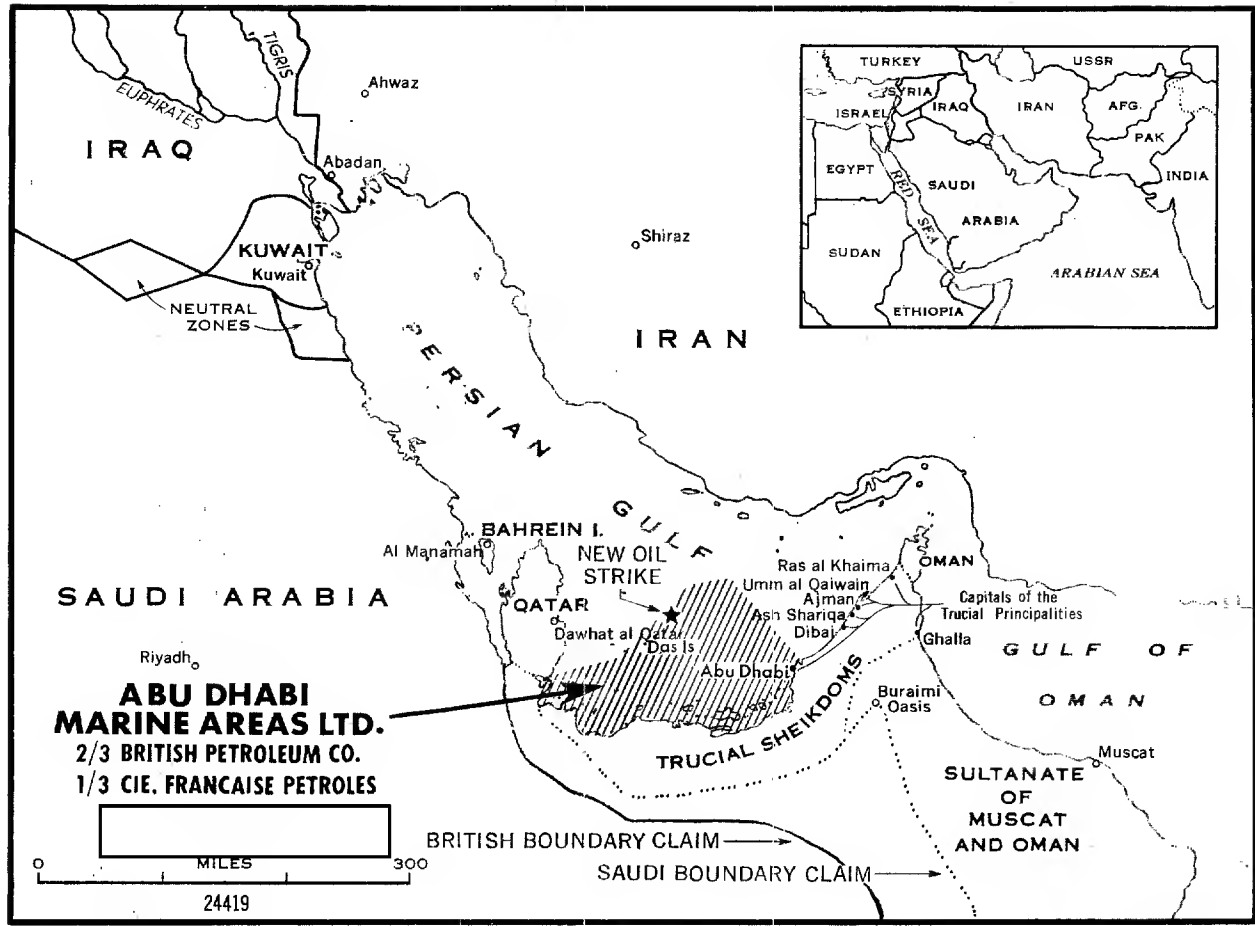 TIGRIS
EUPHRATES
Ahwaz
IRAQ
Abadan
KUWAIT
Kuwait
NEUTRAL
ZONES
Shiraz
IRAN
PERSIAN GULF
TURKEY
USSR
SYRIA
IRAQ
IRAN
AFG.
ISRAEL
PAK
EGYPT
RED SEA
SAUDI
ARABIA
INDIA
SUDAN
ARABIAN SEA
ETHIOPIA
BAHREIN I.
Al Manamah
NEW OIL
STRIKE
QATAR
Dawhat al Qatar
Das Is
SAUDI ARABIA
Riyadh
Ras al Khaima
Umm al Qaiwain
Ajman
Ash Shariqa
Dibai
Abu Dhabi
OMAN
Capitals of the
Trucial Principalities
Ghalla
GULF OF
OMAN
Buraimi
Oasis
TRUCIAL SHEIKDOMS
Muscat
SULTANATE
OF
MUSCAT
AND OMAN
ABU DHABI
MARINE AREAS LTD.
2/3 BRITISH PETROLEUM CO.
1/3 CIE. FRANCAISE PETROLES
BRITISH BOUNDARY CLAIM
SAUDI BOUNDARY CLAIM
0 MILES 300
24419